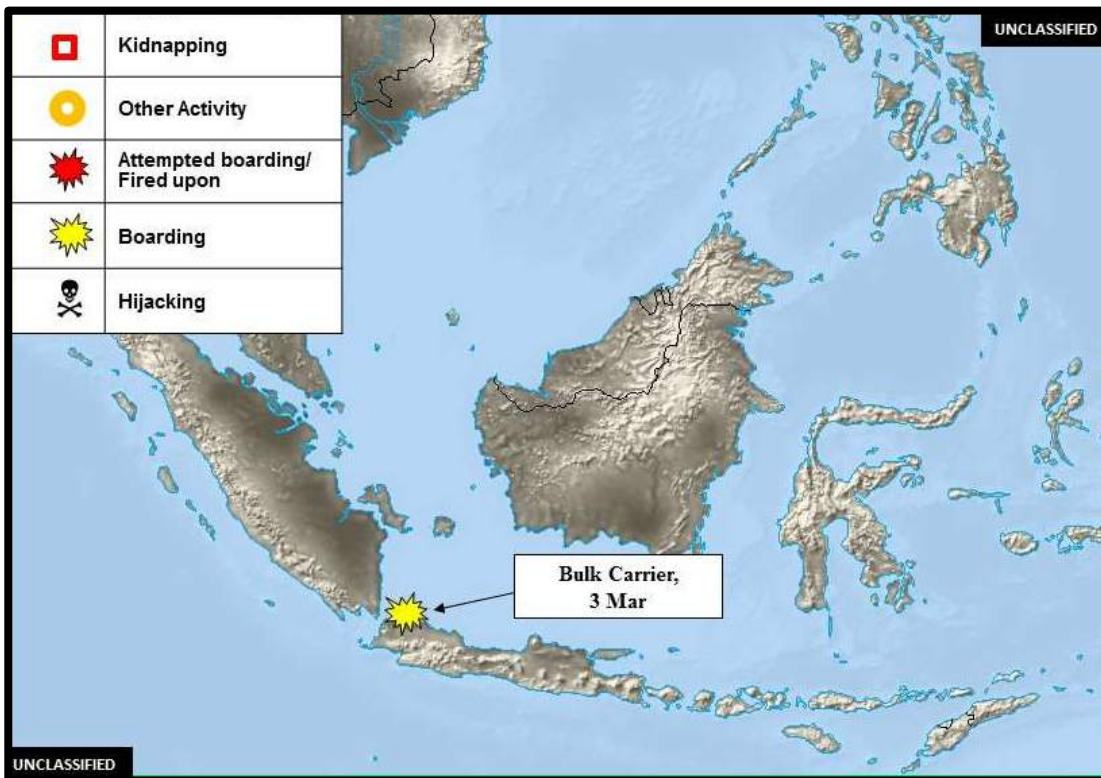 UNCLASSIFIED
Kidnapping
Other Activity
Attempted boarding/
Fired upon
Boarding
Hijacking
Bulk Carrier,
3 Mar
UNCLASSIFIED